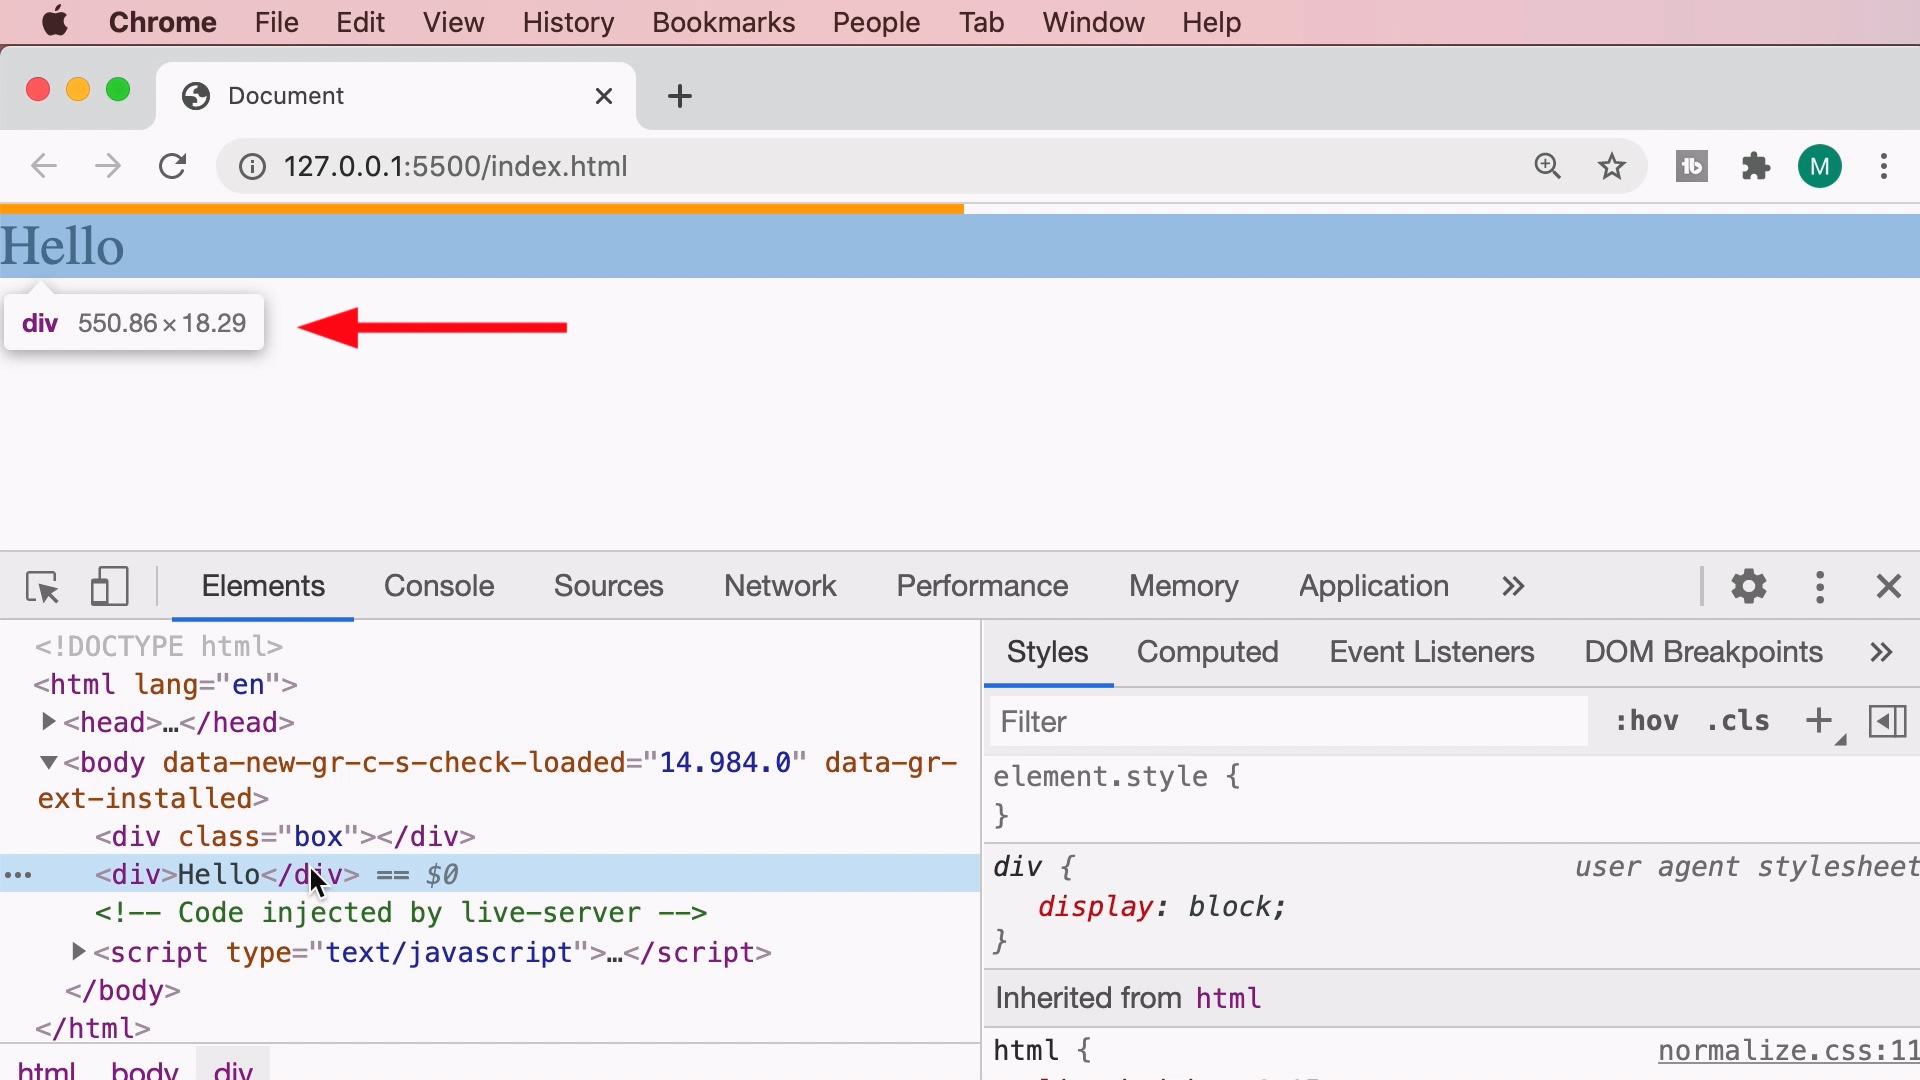 Chrome File Edit View History Bookmarks People Tab Window Help
Document
127.0.0.1:5500/index.html
M
Hello
div 550.86×18.29
Elements Console Sources Network Performance Memory Application
<!DOCTYPE html>
<html lang="en">
<head>…</head>
<body data-new-gr-c-s-check-loaded="14.984.0" data-gr-
ext-installed>
<div class="box"></div>
<div>Hello</div> == $0
<!-- Code injected by live-server -->
<script type="text/javascript">…</script>
</body>
</html>
html body div
Styles Computed Event Listeners DOM Breakpoints
Filter :hov .cls
element.style {
}
div { user agent stylesheet
display: block;
}
Inherited from html
html { normalize.css:11